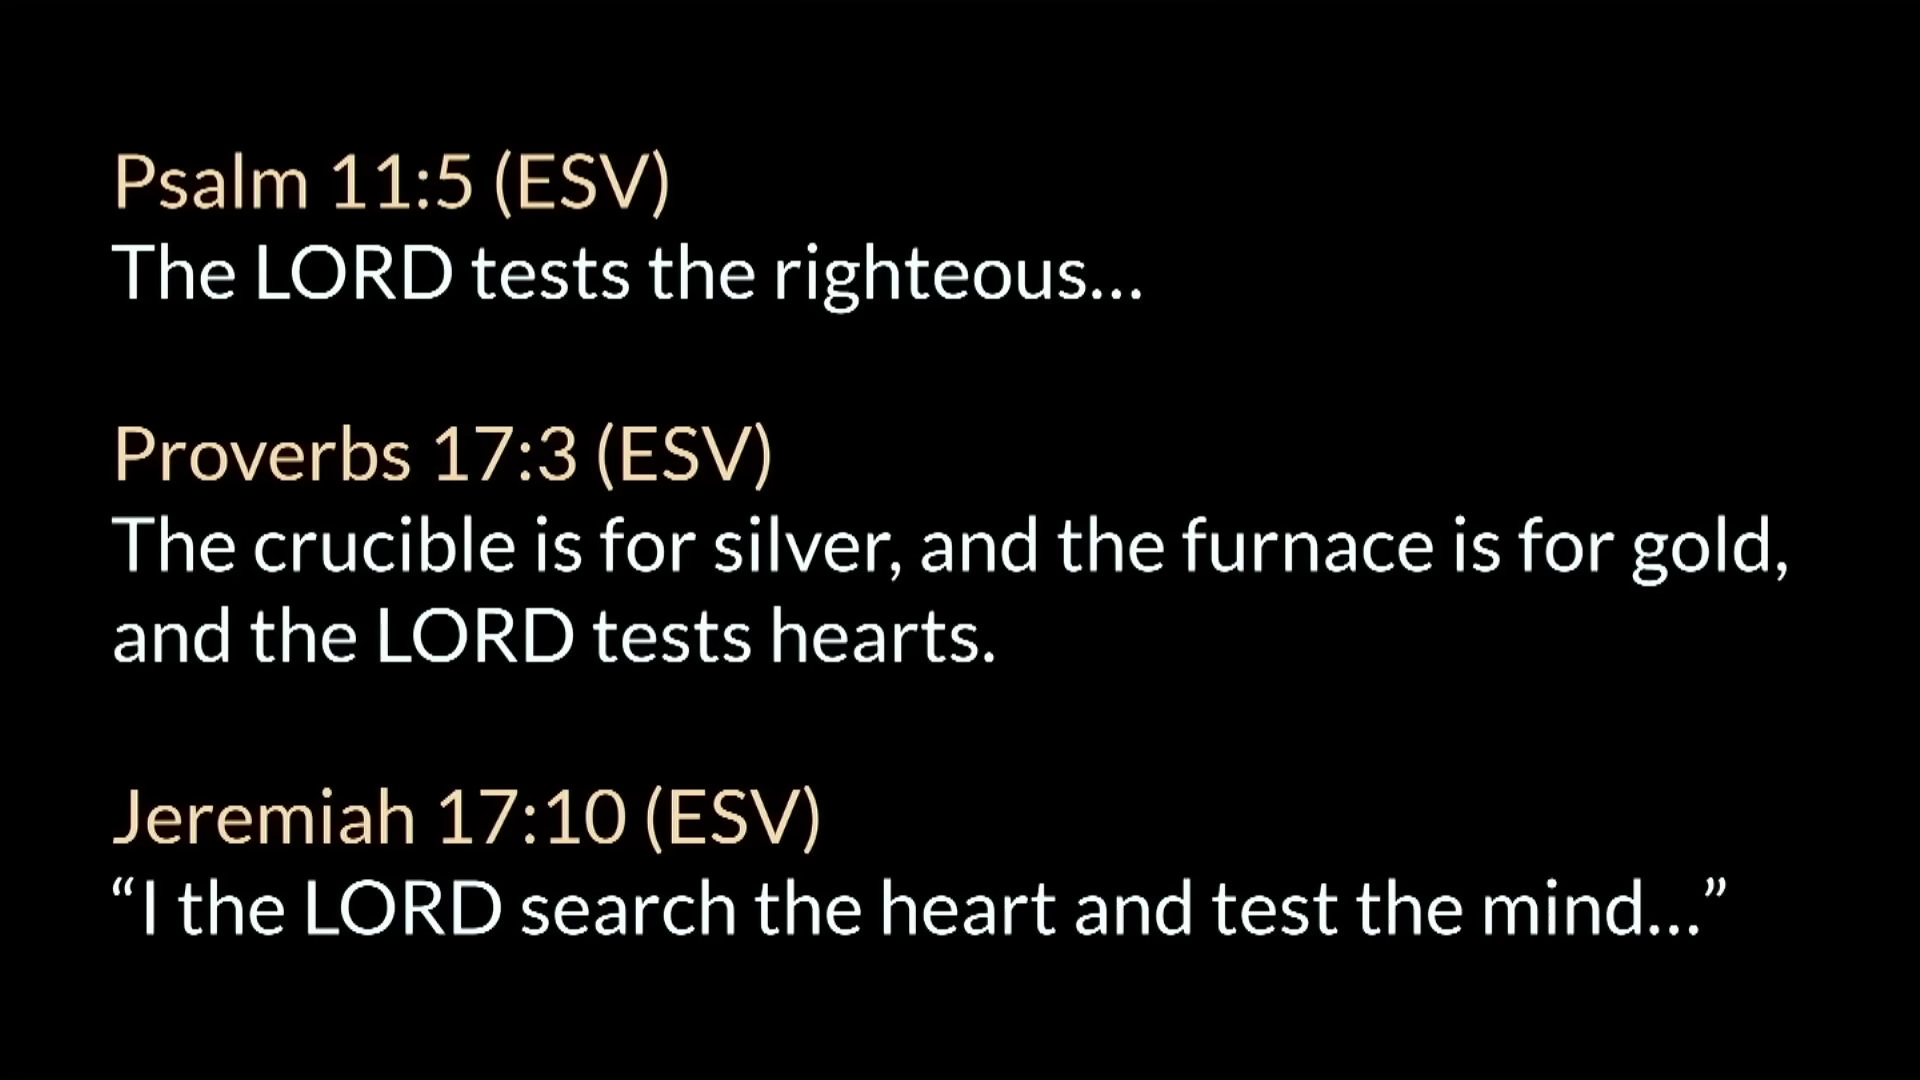 Psalm 11:5 (ESV)
The LORD tests the righteous…
Proverbs 17:3 (ESV)
The crucible is for silver, and the furnace is for gold,
and the LORD tests hearts.
Jeremiah 17:10 (ESV)
“I the LORD search the heart and test the mind…”